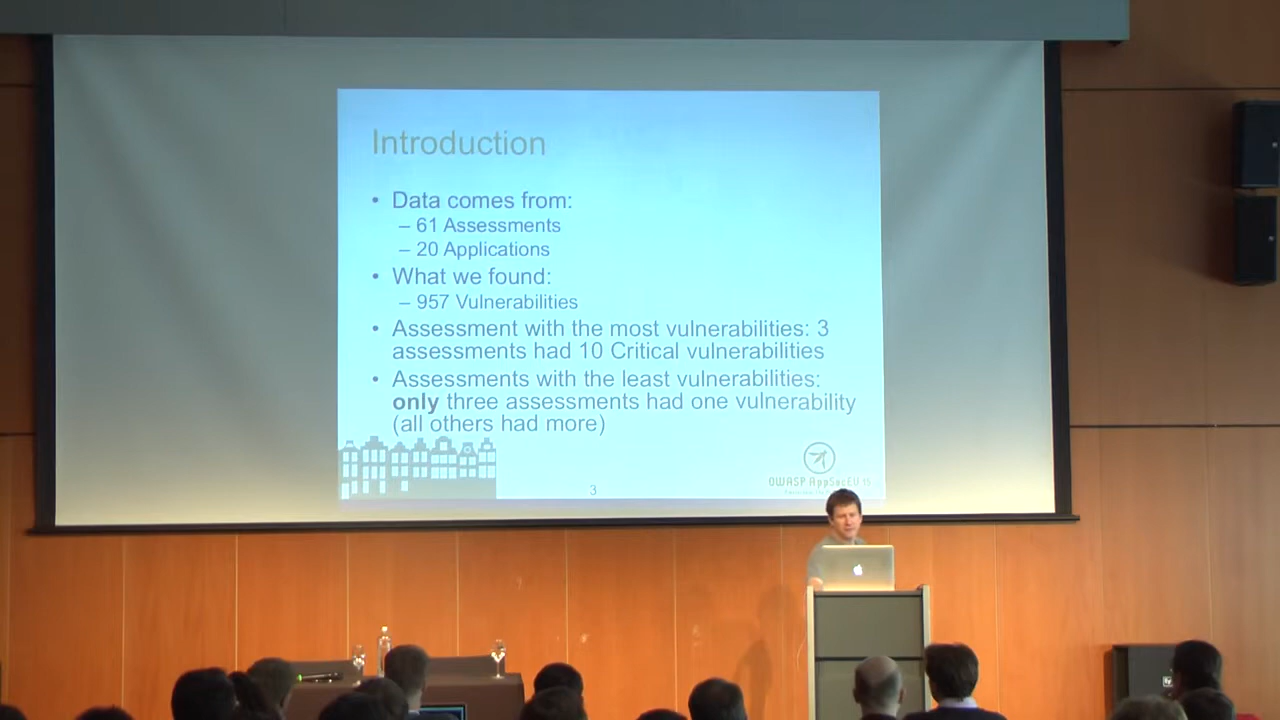 Introduction
• Data comes from:
– 61 Assessments
– 20 Applications
• What we found:
– 957 Vulnerabilities
• Assessment with the most vulnerabilities: 3
assessments had 10 Critical vulnerabilities
• Assessments with the least vulnerabilities:
only three assessments had one vulnerability
(all others had more)
3
OWASP AppSecEU 15